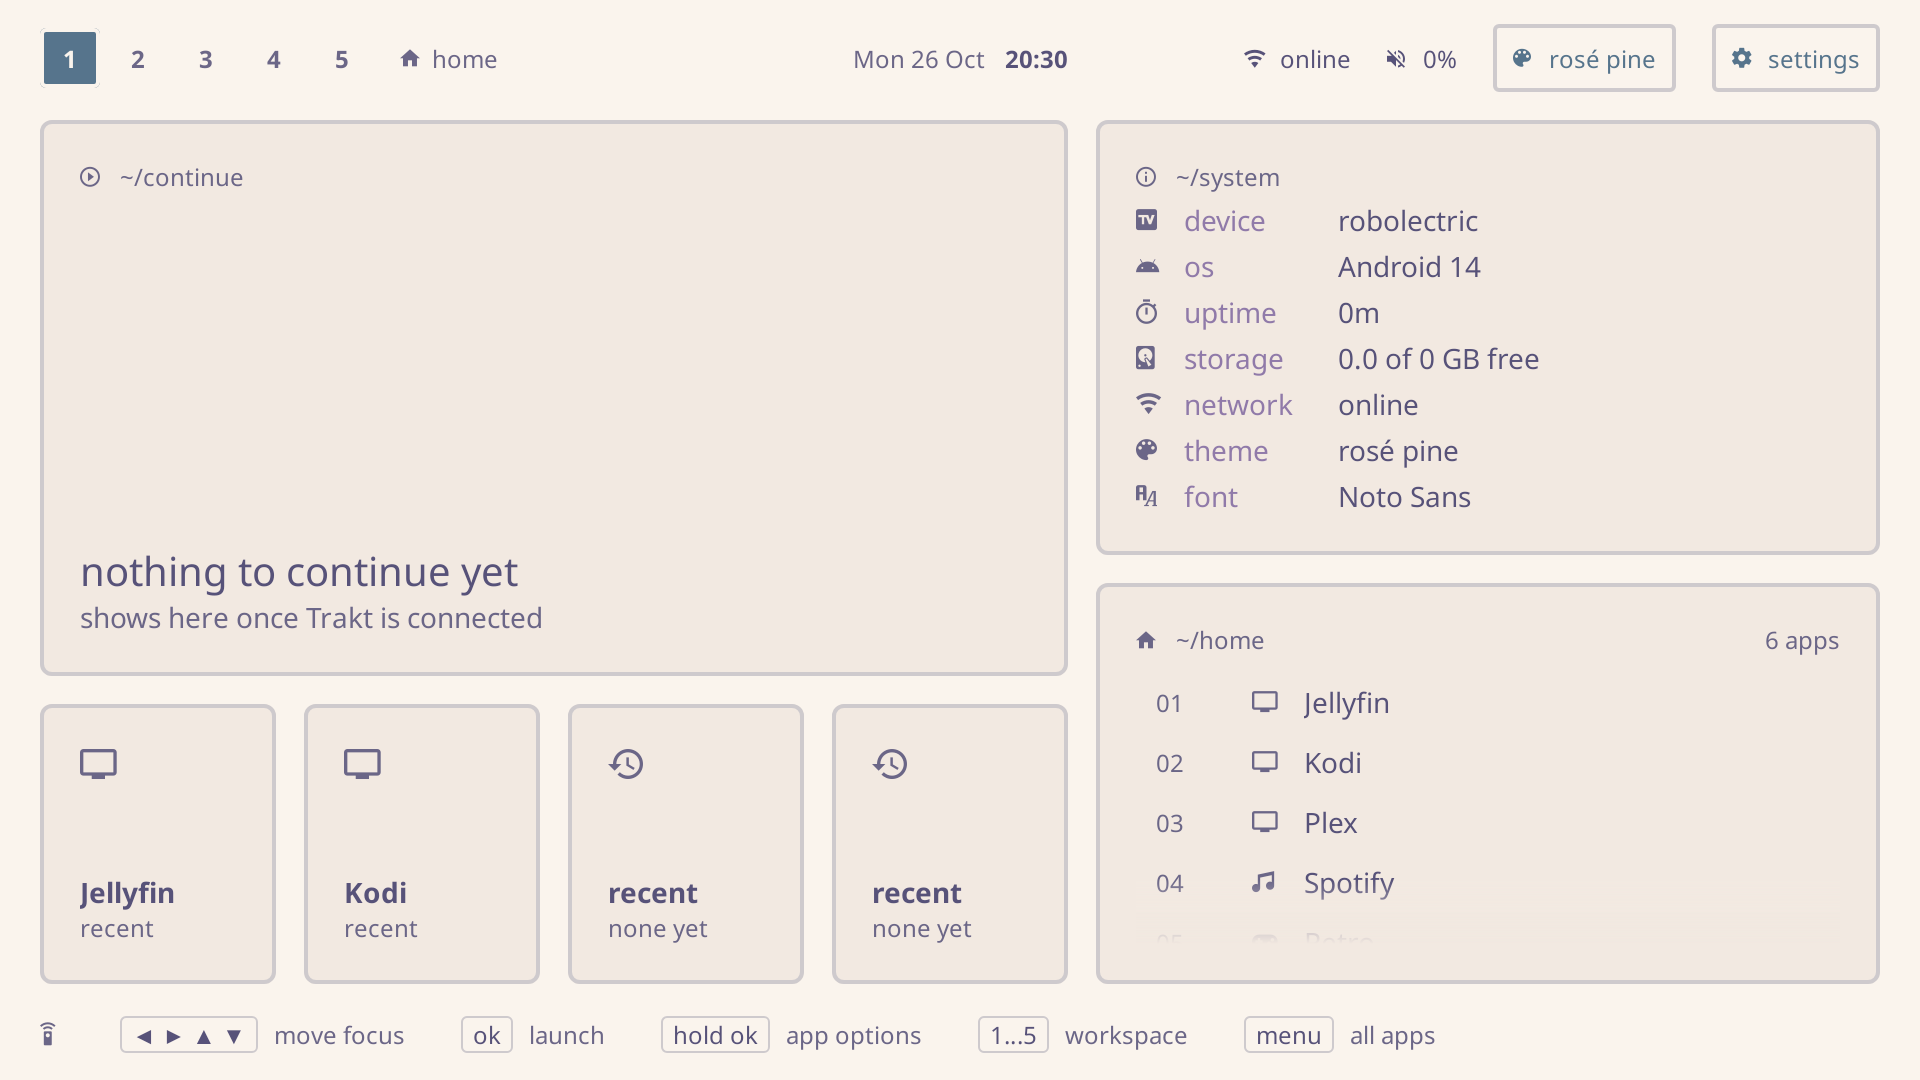 1 2 3 4 5 home Mon 26 Oct 20:30 online 0% rosé pine settings
~/continue
nothing to continue yet
shows here once Trakt is connected
~/system
device robolectric
os Android 14
uptime 0m
storage 0.0 of 0 GB free
network online
theme rosé pine
font Noto Sans
Jellyfin
recent
Kodi
recent
recent
none yet
recent
none yet
~/home 6 apps
01 Jellyfin
02 Kodi
03 Plex
04 Spotify
◀ ▶ ▲ ▼ move focus ok launch hold ok app options 1...5 workspace menu all apps